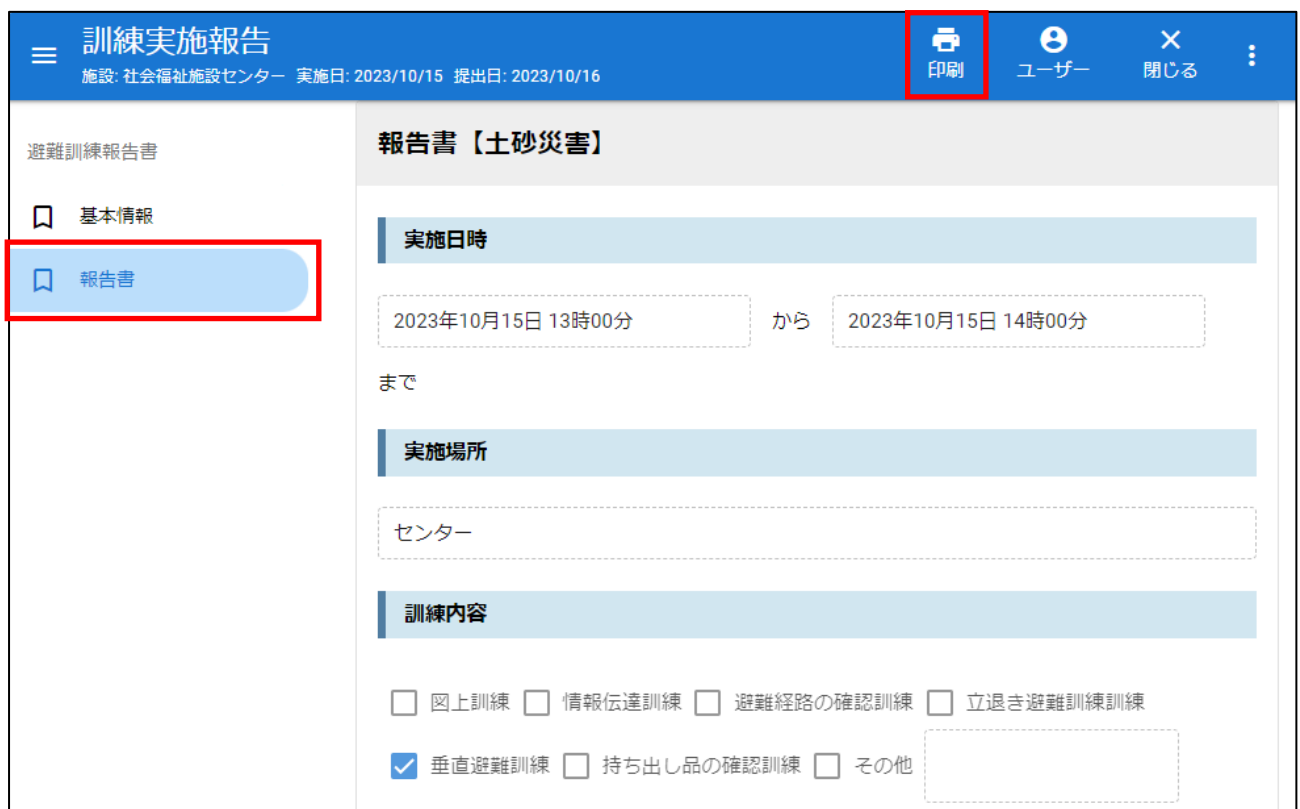 訓練実施報告
施設: 社会福祉施設センター 実施日: 2023/10/15 提出日: 2023/10/16
印刷
ユーザー
閉じる
避難訓練報告書
基本情報
報告書
報告書【土砂災害】
実施日時
2023年10月15日 13時00分 から 2023年10月15日 14時00分
まで
実施場所
センター
訓練内容
図上訓練 情報伝達訓練 避難経路の確認訓練 立退き避難訓練訓練
垂直避難訓練 持ち出し品の確認訓練 その他